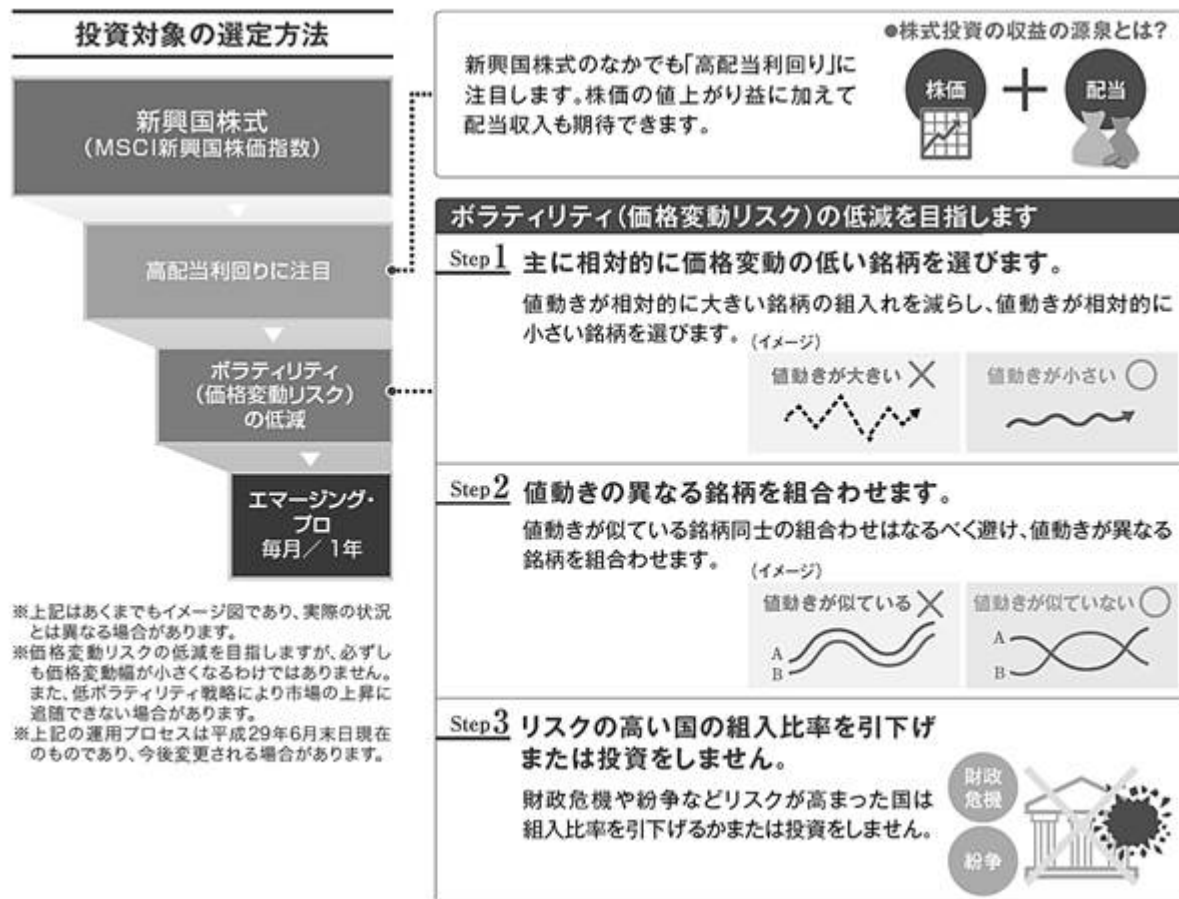 投資対象の選定方法
新興国株式
(MSCI新興国株価指数)
高配当利回りに注目
ボラティリティ
(価格変動リスク)
の低減
エマージング・
プロ
毎月／1年
※上記はあくまでもイメージ図であり、実際の状況
とは異なる場合があります。
※価格変動リスクの低減を目指しますが、必ずし
も価格変動幅が小さくなるわけではありません。
また、低ボラティリティ戦略により市場の上昇に
追随できない場合があります。
※上記の運用プロセスは平成29年6月末日現在
のものであり、今後変更される場合があります。
新興国株式のなかでも「高配当利回り」に
注目します。株価の値上がり益に加えて
配当収入も期待できます。
●株式投資の収益の源泉とは?
株価
＋
配当
ボラティリティ(価格変動リスク)の低減を目指します
Step1 主に相対的に価格変動の低い銘柄を選びます。
値動きが相対的に大きい銘柄の組入れを減らし、値動きが相対的に
小さい銘柄を選びます。
(イメージ)
値動きが大きい ✕
値動きが小さい ○
Step2 値動きの異なる銘柄を組合わせます。
値動きが似ている銘柄同士の組合わせはなるべく避け、値動きが異なる
銘柄を組合わせます。
(イメージ)
値動きが似ている ✕
A
B
値動きが似ていない ○
A
B
Step3 リスクの高い国の組入比率を引下げ
または投資をしません。
財政危機や紛争などリスクが高まった国は
組入比率を引下げるかまたは投資をしません。
財政
危機
紛争